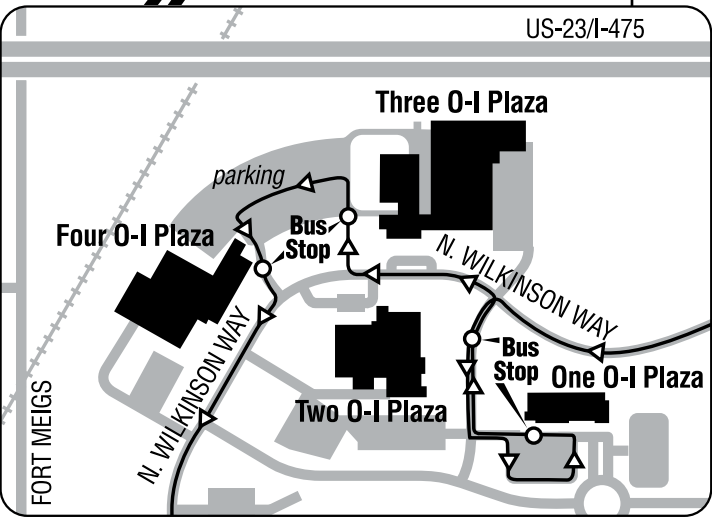 US-23/I-475
Three O-I Plaza
parking
Four O-I Plaza
Bus
Stop
N. WILKINSON WAY
N. WILKINSON WAY
Bus
Stop
One O-I Plaza
Two O-I Plaza
FORT MEIGS